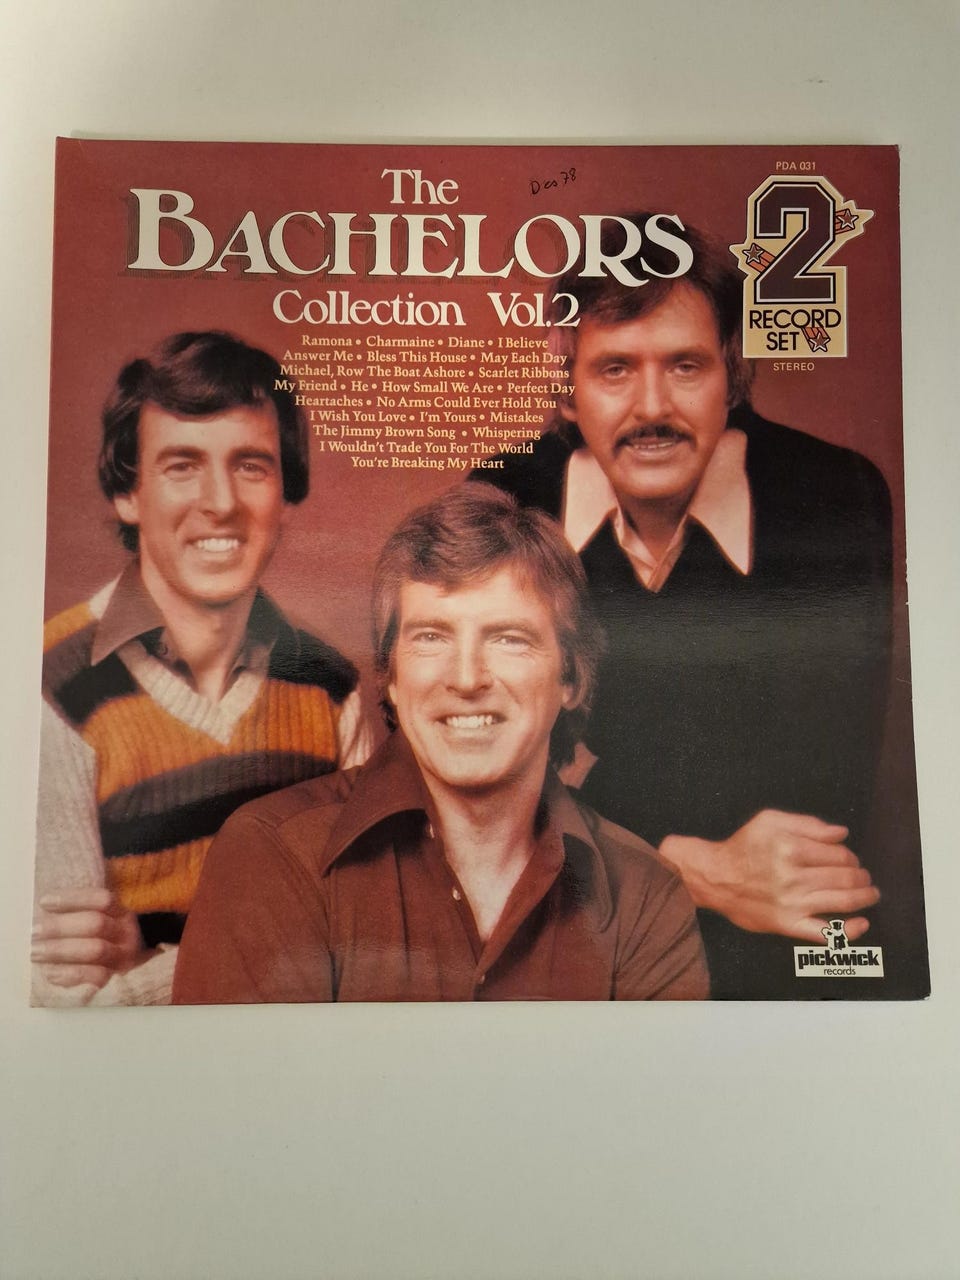 PDA 031
The
Dec 78
BACHELORS
Collection Vol.2
2
RECORD
SET
STEREO
Ramona • Charmaine • Diane • I Believe
Answer Me • Bless This House • May Each Day
Michael, Row The Boat Ashore • Scarlet Ribbons
My Friend • He • How Small We Are • Perfect Day
Heartaches • No Arms Could Ever Hold You
I Wish You Love • I'm Yours • Mistakes
The Jimmy Brown Song • Whispering
I Wouldn't Trade You For The World
You're Breaking My Heart
pickwick
records